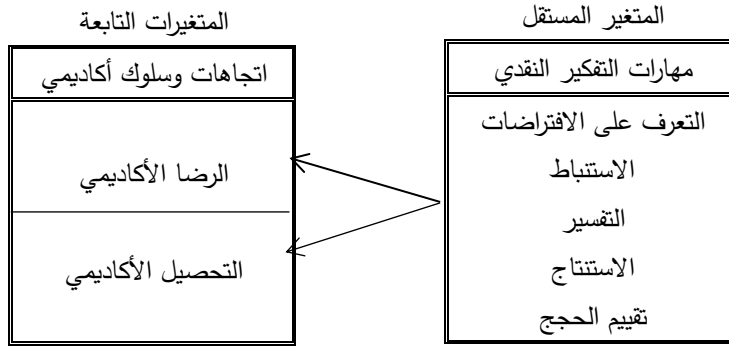 المتغير المستقل
مهارات التفكير النقدي
التعرف على الافتراضات
الاستنباط
التفسير
الاستنتاج
تقييم الحجج
المتغيرات التابعة
اتجاهات وسلوك أكاديمي
الرضا الأكاديمي
التحصيل الأكاديمي